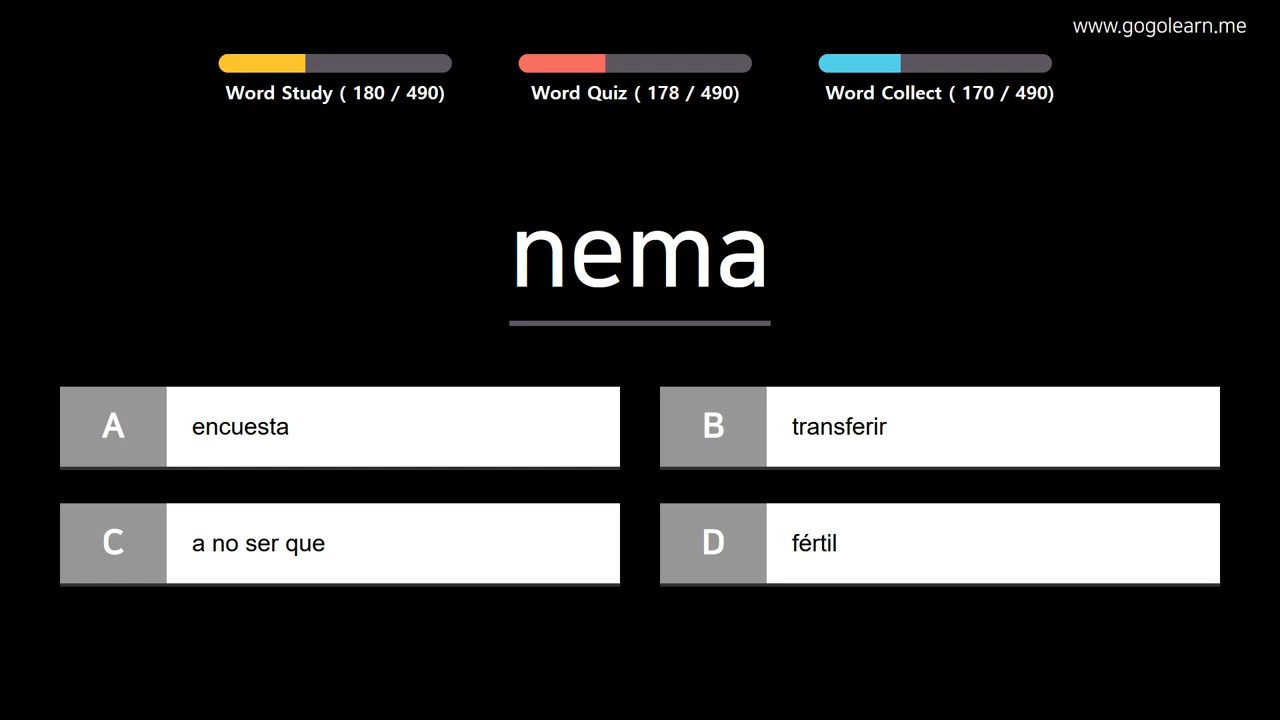 www.gogolearn.me
Word Study ( 180 / 490)
Word Quiz ( 178 / 490)
Word Collect ( 170 / 490)
nema
A encuesta
B transferir
C a no ser que
D fértil